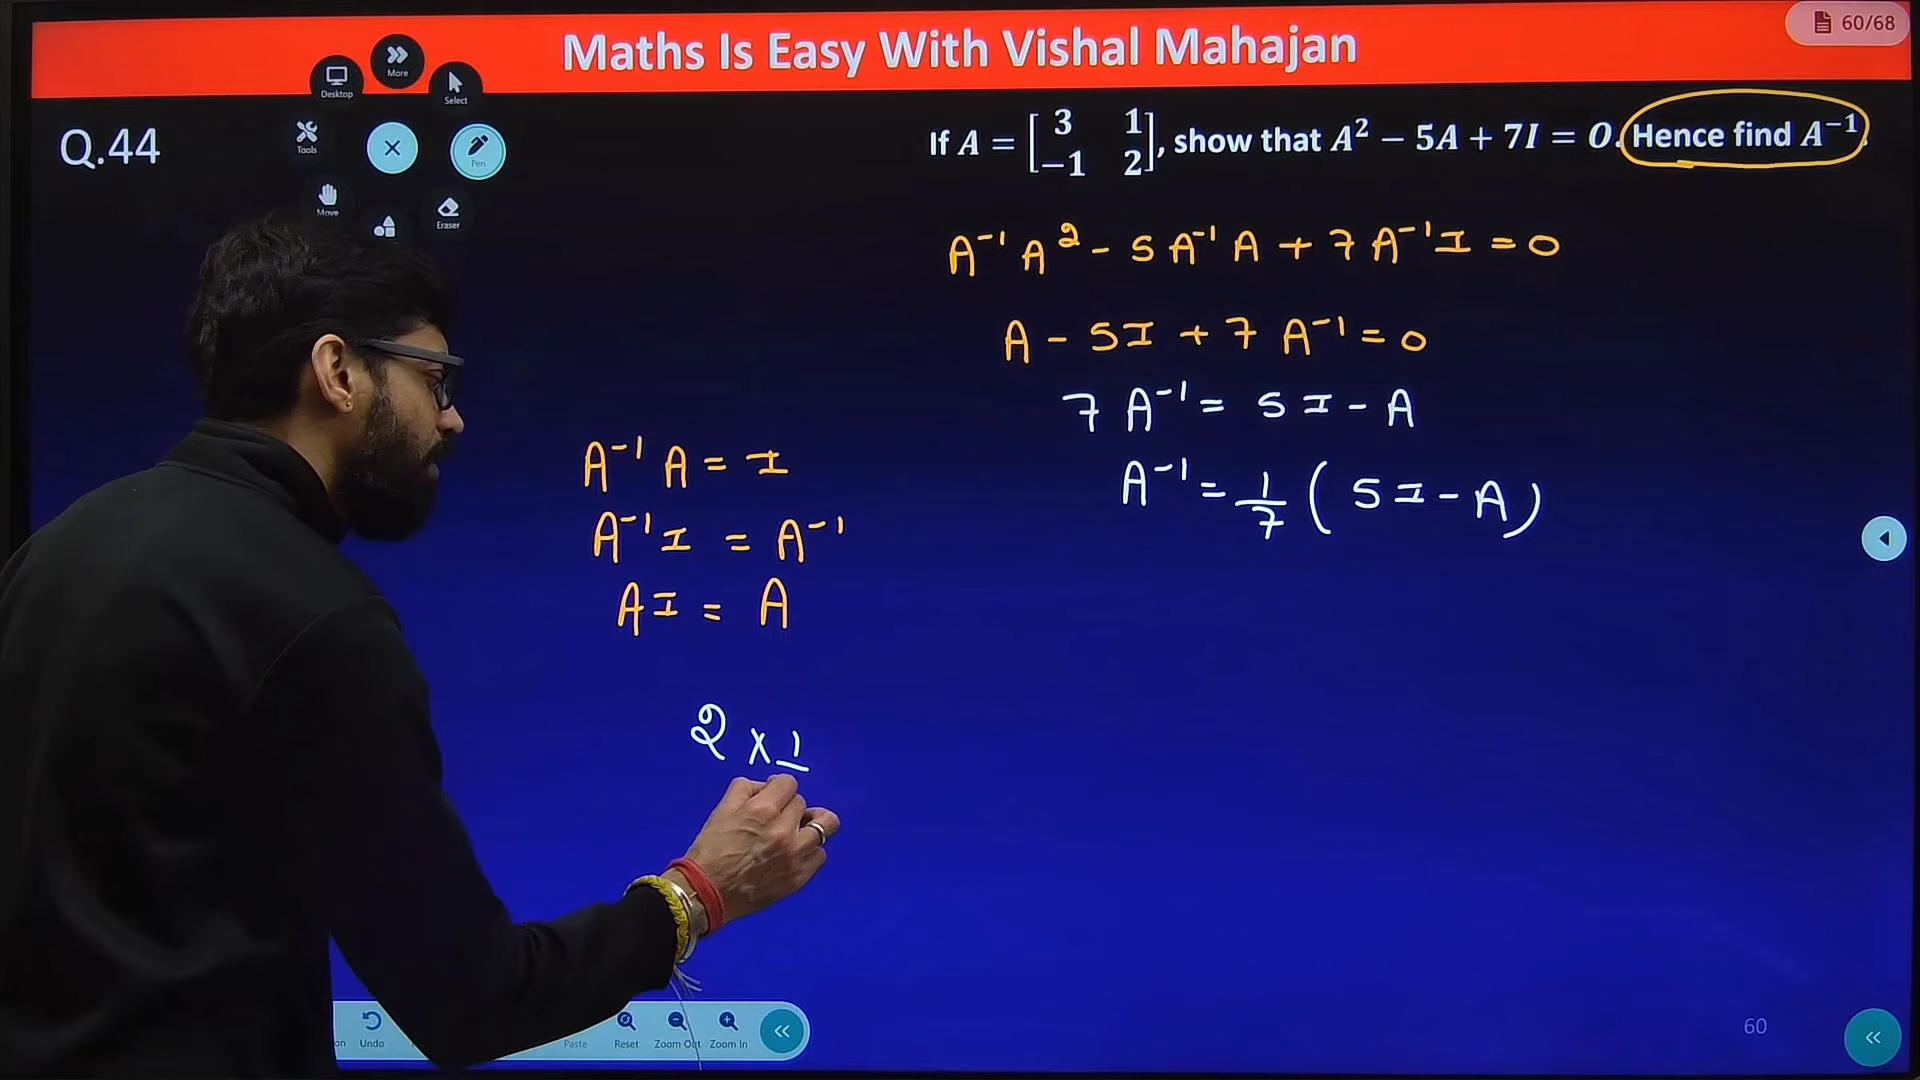 Maths Is Easy With Vishal Mahajan
60/68
More
Desktop
Select
Tools
Pen
Move
Eraser
Q.44
If A = [3 1
−1 2], show that A² − 5A + 7I = O. Hence find A⁻¹.
A⁻¹A² - 5A⁻¹A + 7A⁻¹I = 0
A - 5I + 7A⁻¹ = 0
7A⁻¹ = 5I - A
A⁻¹ = 1/7 (5I - A)
A⁻¹A = I
A⁻¹I = A⁻¹
AI = A
2 × 1
Undo
Paste
Reset
Zoom Out
Zoom In
60